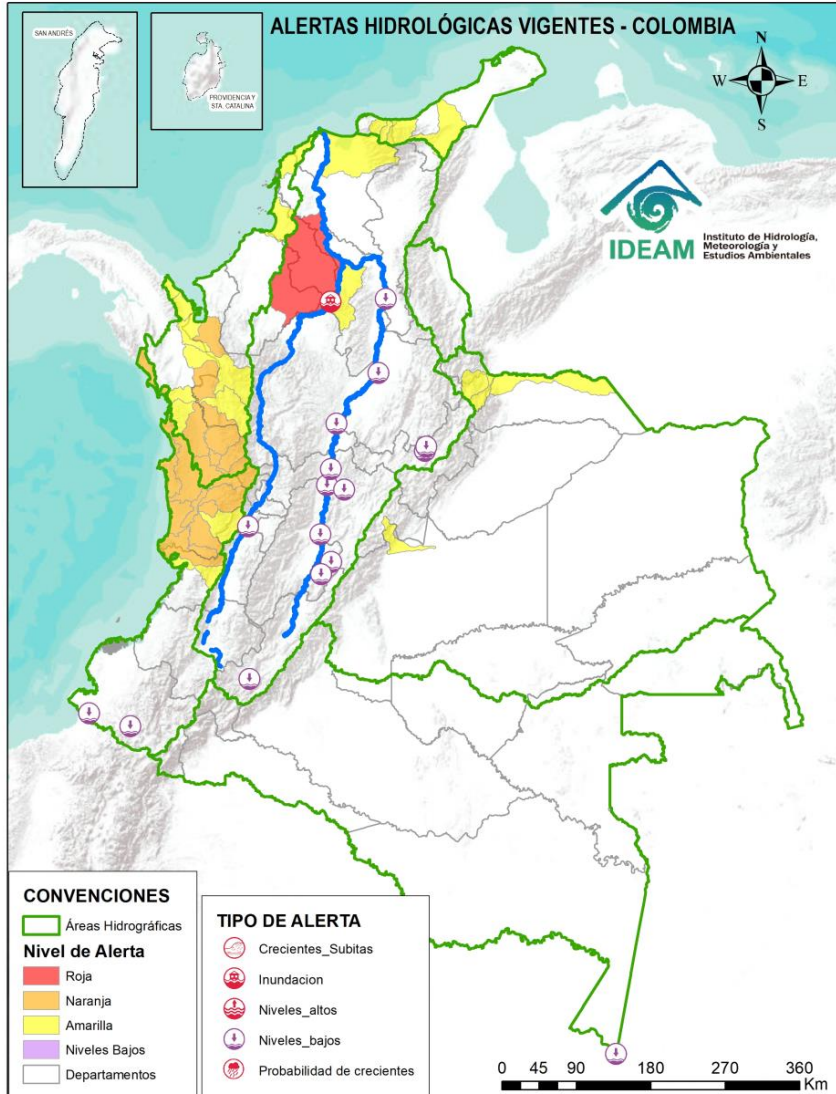 ALERTAS HIDROLÓGICAS VIGENTES - COLOMBIA
SAN ANDRÉS
PROVIDENCIA Y
STA. CATALINA
N
W
E
S
IDEAM
Instituto de Hidrología,
Meteorología y
Estudios Ambientales
CONVENCIONES
Áreas Hidrográficas
Nivel de Alerta
Roja
Naranja
Amarilla
Niveles Bajos
Departamentos
TIPO DE ALERTA
Crecientes_Subitas
Inundacion
Niveles_altos
Niveles_bajos
Probabilidad de crecientes
0 45 90 180 270 360
Km